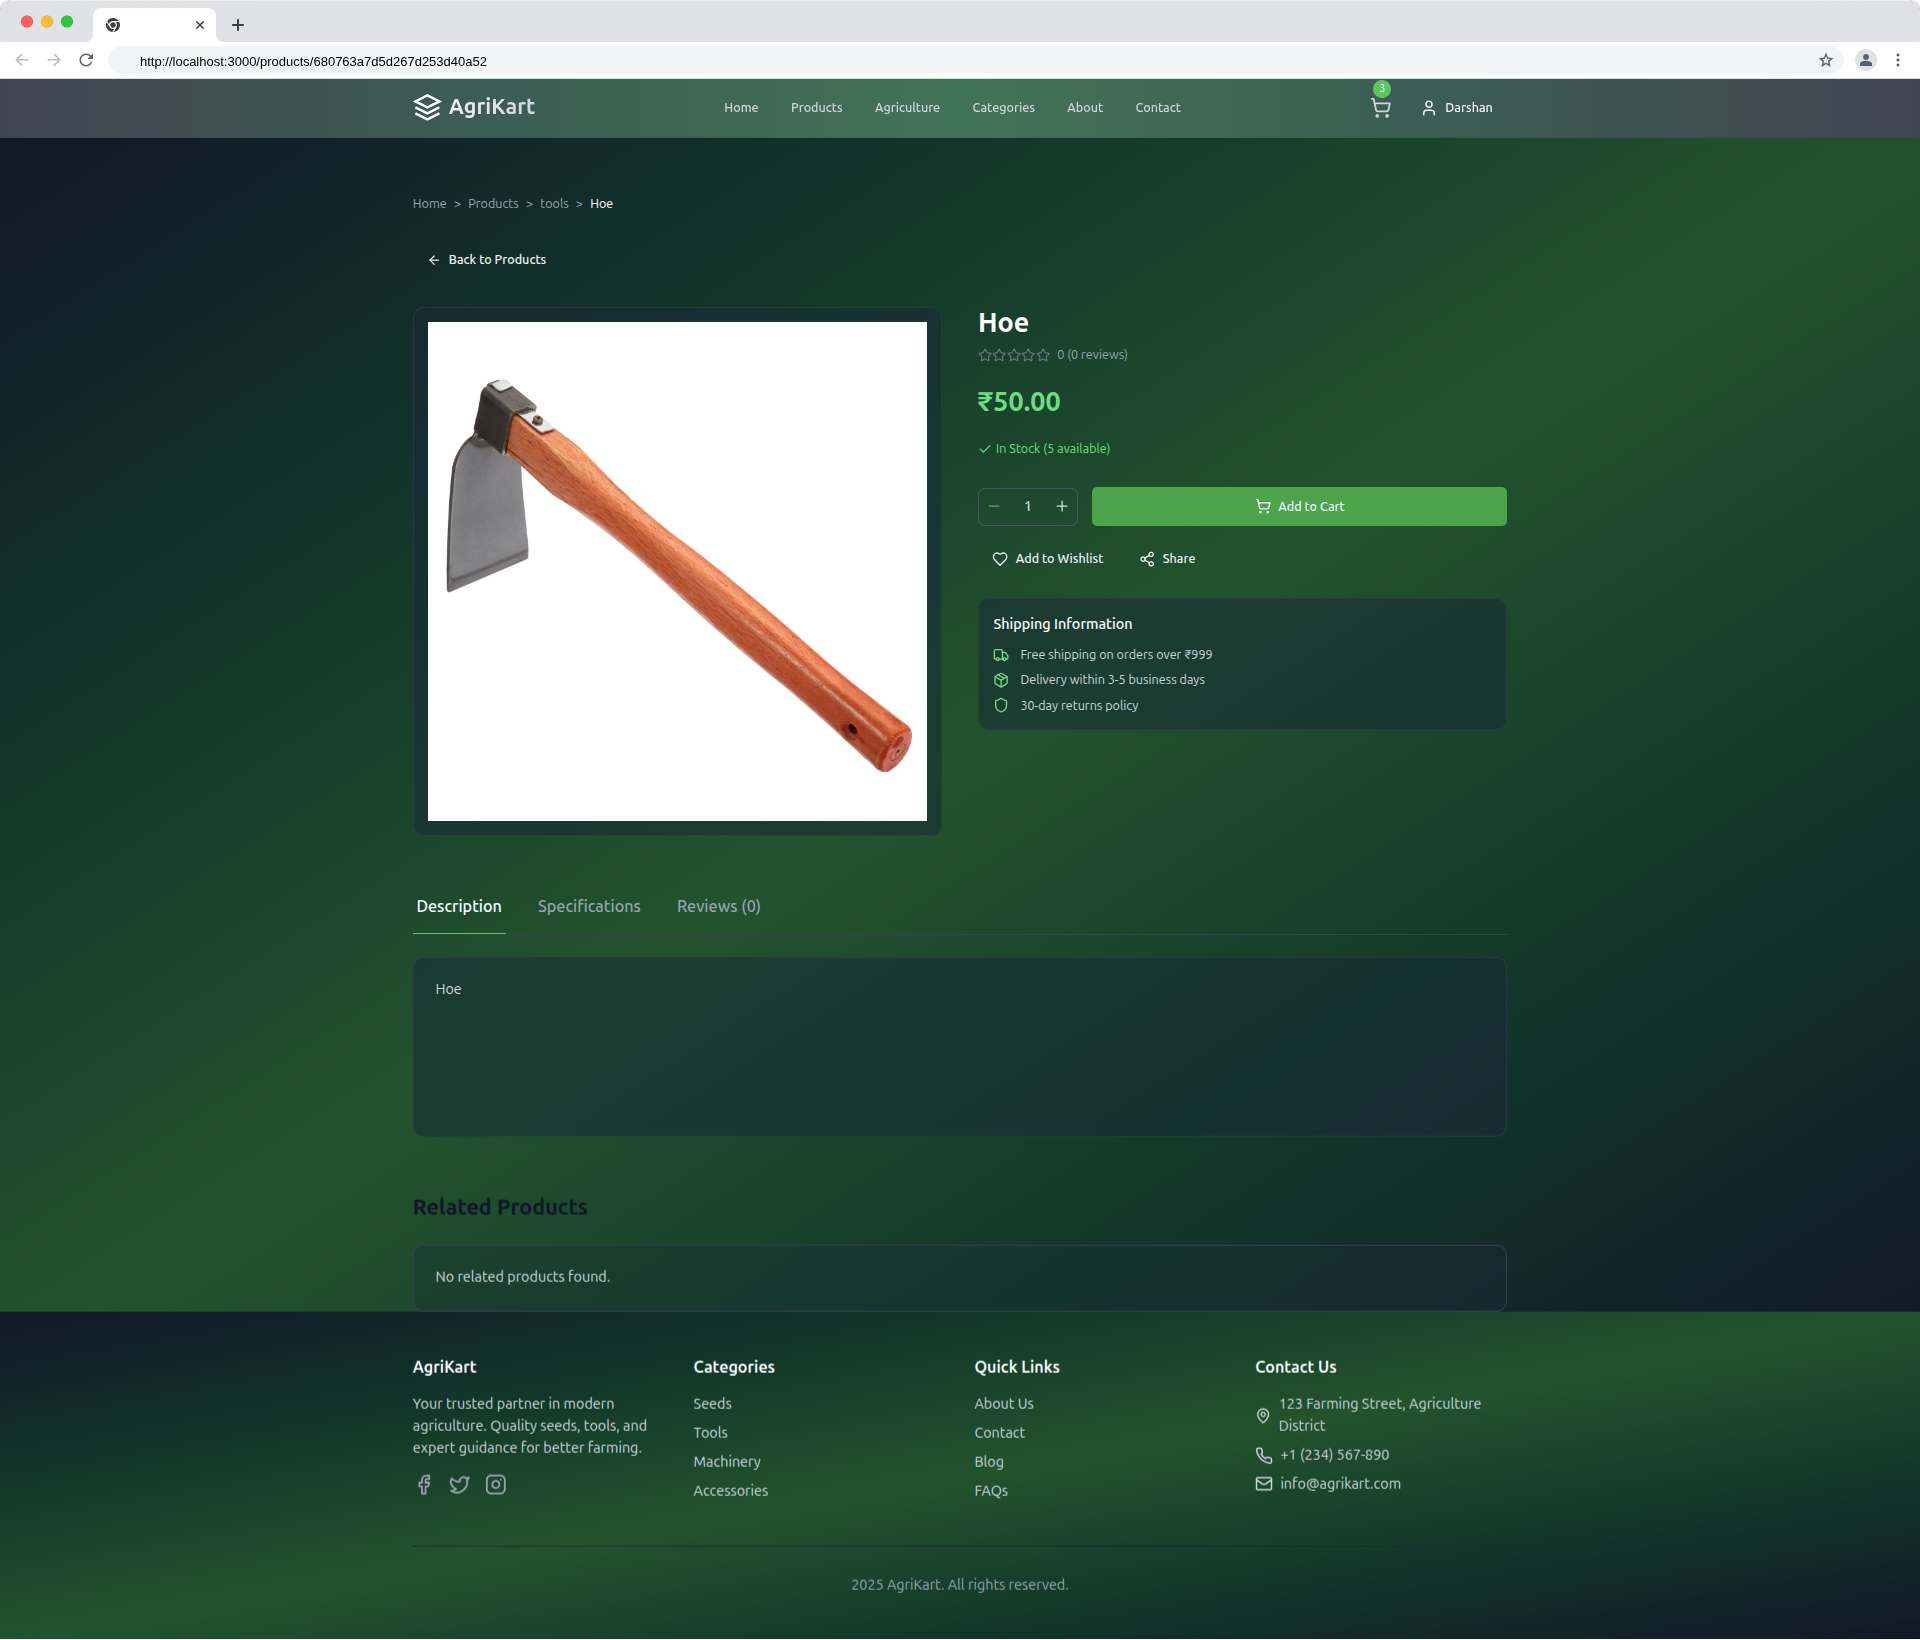 http://localhost:3000/products/680763a7d5d267d253d40a52
AgriKart
Home
Products
Agriculture
Categories
About
Contact
3
Darshan
Home > Products > tools > Hoe
Back to Products
Hoe
0 (0 reviews)
₹50.00
In Stock (5 available)
1
Add to Cart
Add to Wishlist
Share
Shipping Information
Free shipping on orders over ₹999
Delivery within 3-5 business days
30-day returns policy
Description
Specifications
Reviews (0)
Hoe
Related Products
No related products found.
AgriKart
Your trusted partner in modern
agriculture. Quality seeds, tools, and
expert guidance for better farming.
Categories
Seeds
Tools
Machinery
Accessories
Quick Links
About Us
Contact
Blog
FAQs
Contact Us
123 Farming Street, Agriculture
District
+1 (234) 567-890
info@agrikart.com
2025 AgriKart. All rights reserved.